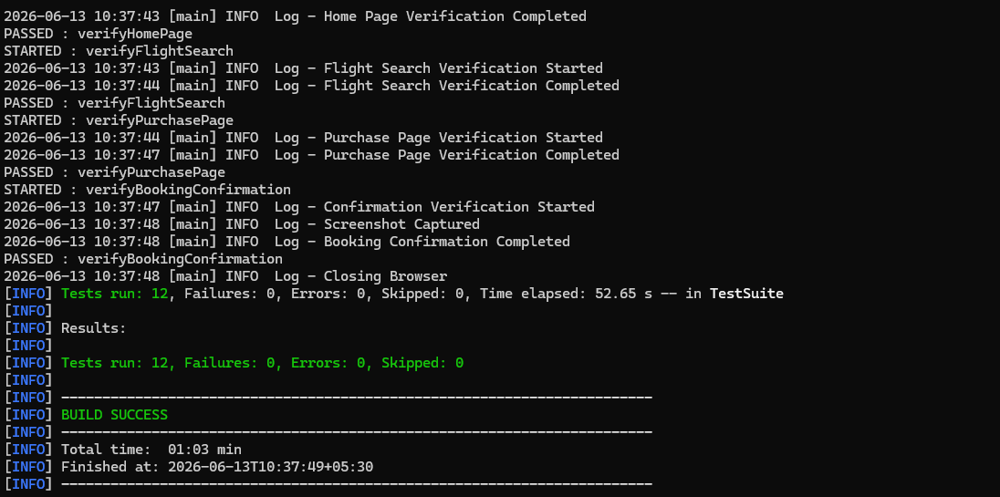 2026-06-13 10:37:43 [main] INFO  Log - Home Page Verification Completed
PASSED : verifyHomePage
STARTED : verifyFlightSearch
2026-06-13 10:37:43 [main] INFO  Log - Flight Search Verification Started
2026-06-13 10:37:44 [main] INFO  Log - Flight Search Verification Completed
PASSED : verifyFlightSearch
STARTED : verifyPurchasePage
2026-06-13 10:37:44 [main] INFO  Log - Purchase Page Verification Started
2026-06-13 10:37:47 [main] INFO  Log - Purchase Page Verification Completed
PASSED : verifyPurchasePage
STARTED : verifyBookingConfirmation
2026-06-13 10:37:47 [main] INFO  Log - Confirmation Verification Started
2026-06-13 10:37:48 [main] INFO  Log - Screenshot Captured
2026-06-13 10:37:48 [main] INFO  Log - Booking Confirmation Completed
PASSED : verifyBookingConfirmation
2026-06-13 10:37:48 [main] INFO  Log - Closing Browser
[INFO] Tests run: 12, Failures: 0, Errors: 0, Skipped: 0, Time elapsed: 52.65 s -- in TestSuite
[INFO]
[INFO] Results:
[INFO]
[INFO] Tests run: 12, Failures: 0, Errors: 0, Skipped: 0
[INFO]
[INFO] ------------------------------------------------------------------------
[INFO] BUILD SUCCESS
[INFO] ------------------------------------------------------------------------
[INFO] Total time:  01:03 min
[INFO] Finished at: 2026-06-13T10:37:49+05:30
[INFO] ------------------------------------------------------------------------